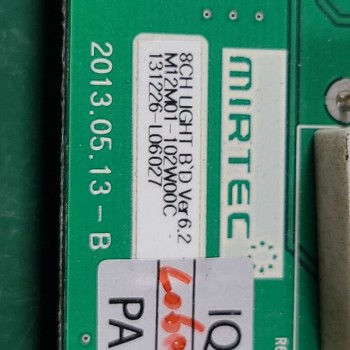 MIRTEC
8CH LIGHT B'D Ver6.2
M12M01-102W00C
131226-L06027
2013.05.13-B
IQ
PA